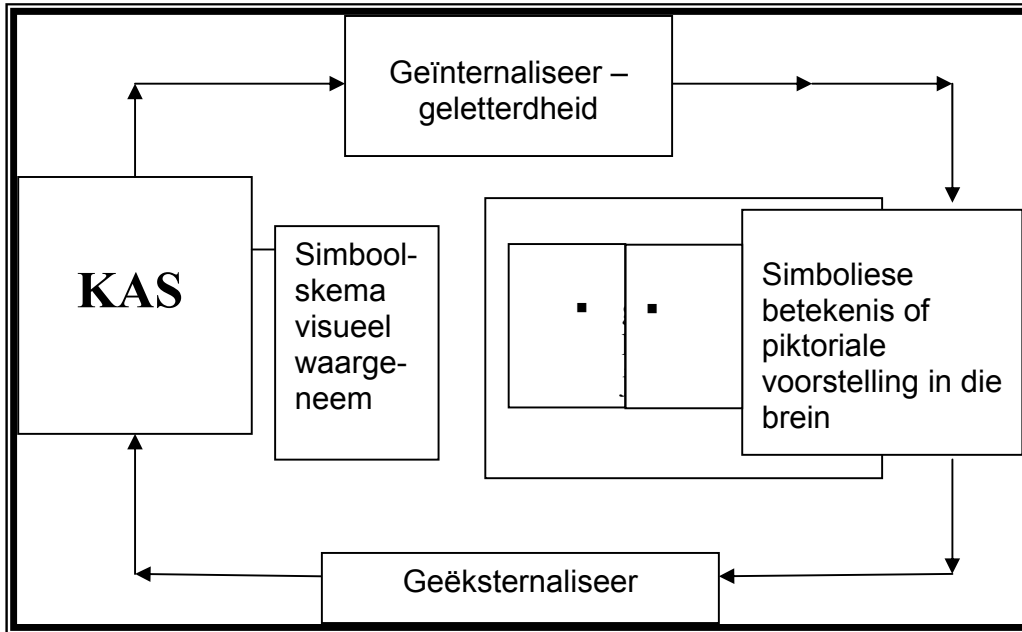 Geïnternaliseer –
geletterdheid
KAS
Simbool-
skema
visueel
waarge-
neem
Simboliese
betekenis of
piktoriale
voorstelling in die
brein
Geëksternaliseer